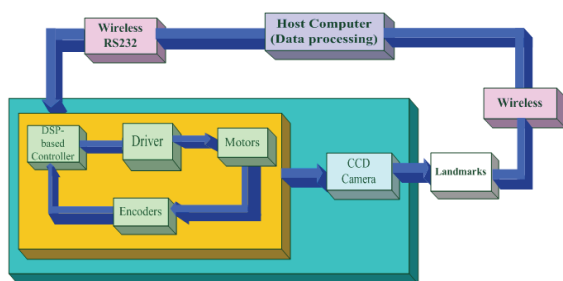 Wireless
RS232
Host Computer
(Data processing)
Wireless
DSP-
based
Controller
Driver
Motors
CCD
Camera
Landmarks
Encoders